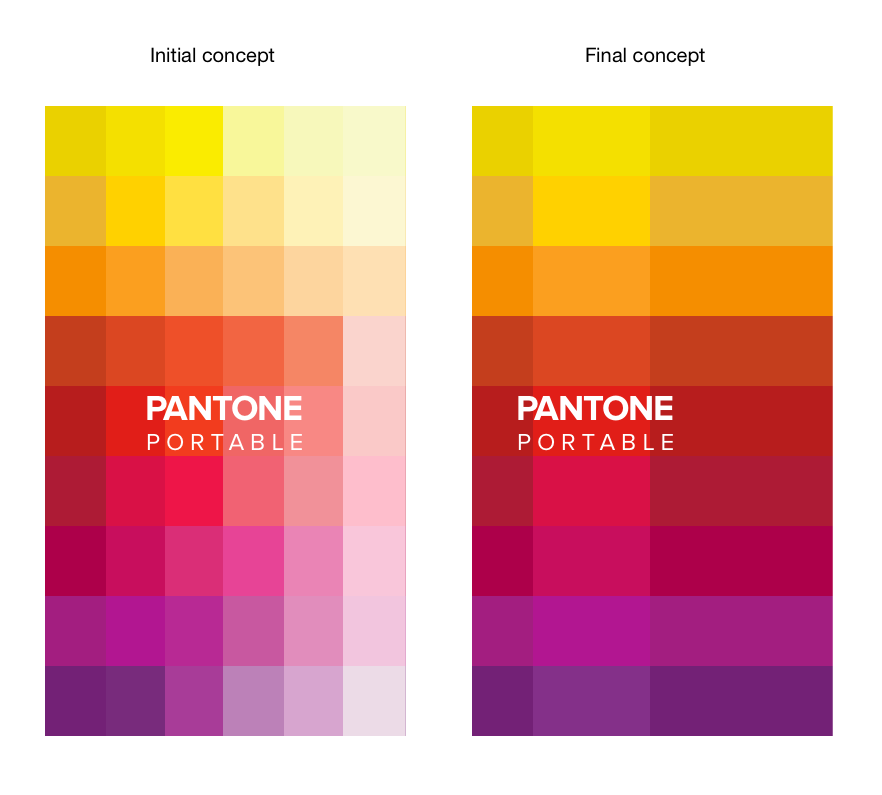 Initial concept
Final concept
PANTONE
PORTABLE
PANTONE
PORTABLE